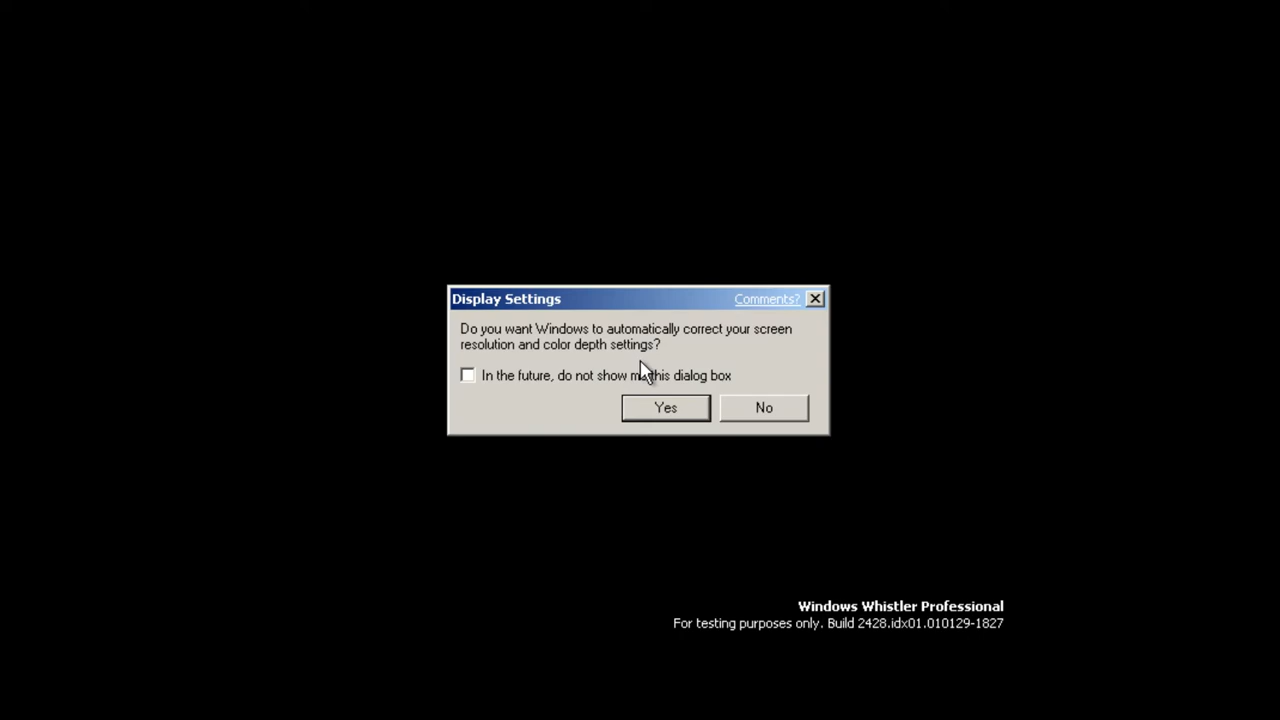 Display Settings
Comments?
Do you want Windows to automatically correct your screen
resolution and color depth settings?
In the future, do not show me this dialog box
Yes
No
Windows Whistler Professional
For testing purposes only. Build 2428.idx01.010129-1827